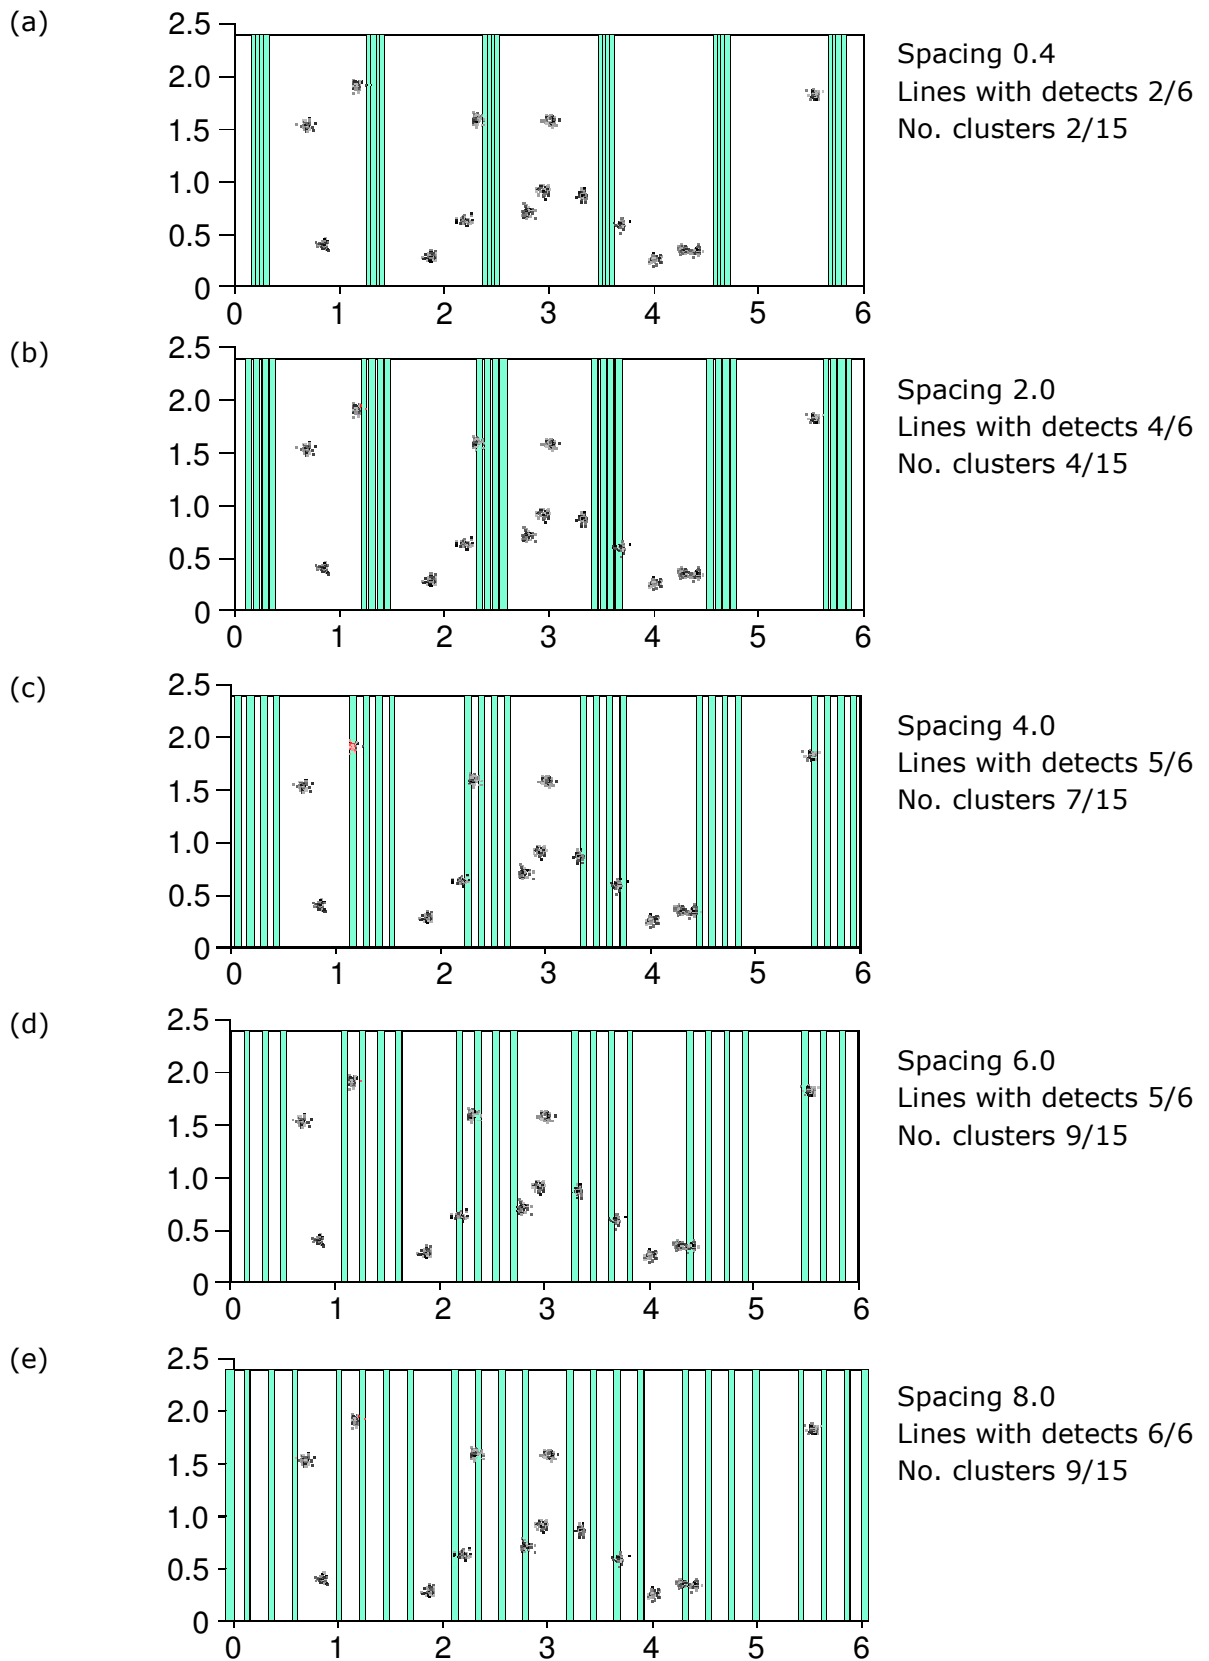 (a)
2.5
2.0
1.5
1.0
0.5
0
0 1 2 3 4 5 6
Spacing 0.4
Lines with detects 2/6
No. clusters 2/15
(b)
2.5
2.0
1.5
1.0
0.5
0
0 1 2 3 4 5 6
Spacing 2.0
Lines with detects 4/6
No. clusters 4/15
(c)
2.5
2.0
1.5
1.0
0.5
0
0 1 2 3 4 5 6
Spacing 4.0
Lines with detects 5/6
No. clusters 7/15
(d)
2.5
2.0
1.5
1.0
0.5
0
0 1 2 3 4 5 6
Spacing 6.0
Lines with detects 5/6
No. clusters 9/15
(e)
2.5
2.0
1.5
1.0
0.5
0
0 1 2 3 4 5 6
Spacing 8.0
Lines with detects 6/6
No. clusters 9/15